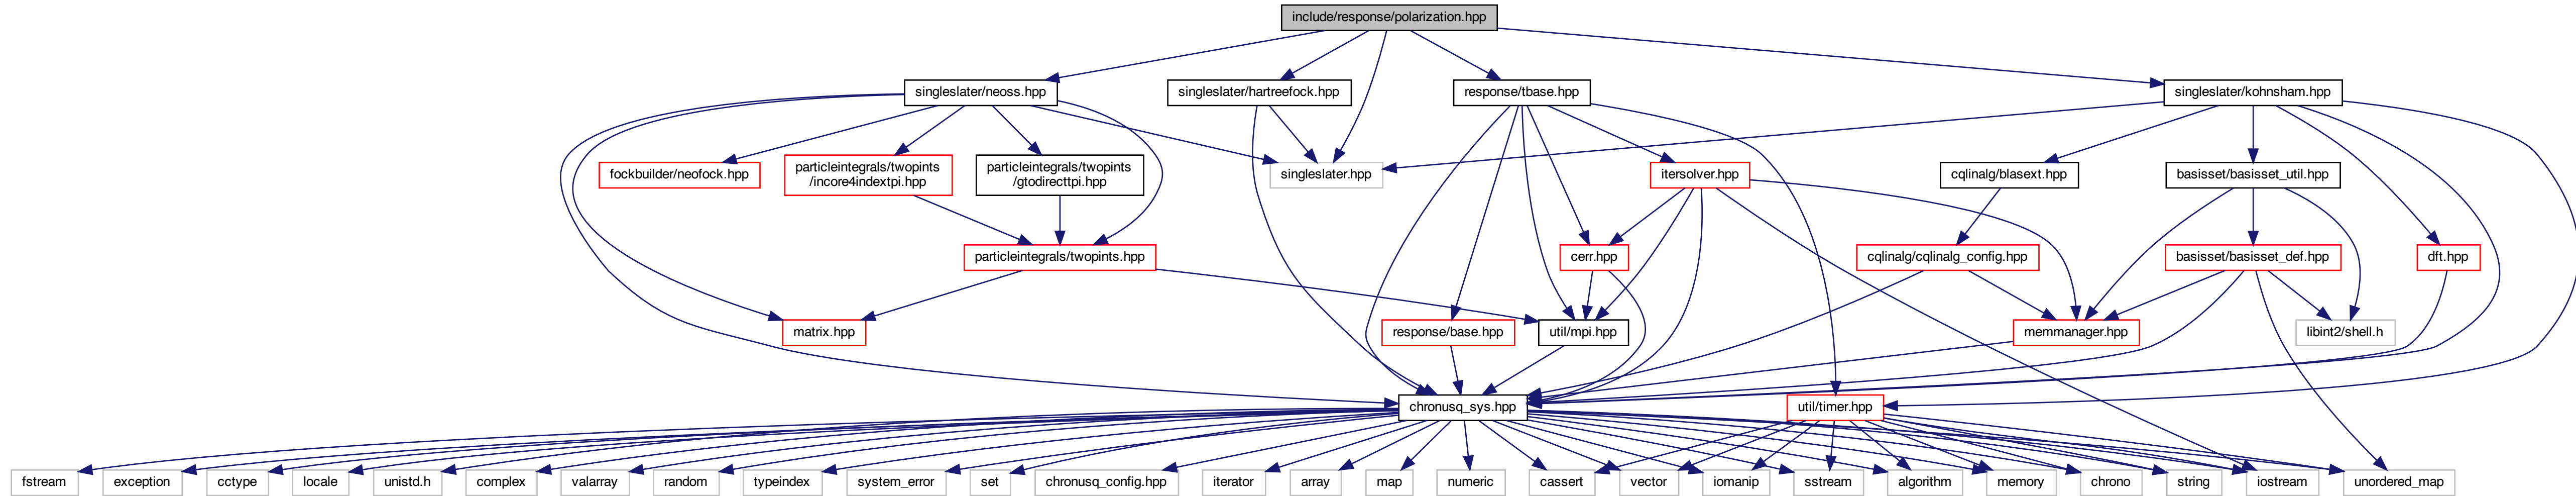 include/response/polarization.hpp
singleslater/neoss.hpp
singleslater/hartreefock.hpp
response/tbase.hpp
singleslater/kohnsham.hpp
fockbuilder/neofock.hpp
particleintegrals/twopints
/incore4indextpi.hpp
particleintegrals/twopints
/gtodirecttpi.hpp
singleslater.hpp
itersolver.hpp
cqlinalg/blasext.hpp
basisset/basisset_util.hpp
particleintegrals/twopints.hpp
cerr.hpp
cqlinalg/cqlinalg_config.hpp
basisset/basisset_def.hpp
dft.hpp
matrix.hpp
response/base.hpp
util/mpi.hpp
memmanager.hpp
libint2/shell.h
chronusq_sys.hpp
util/timer.hpp
fstream
exception
cctype
locale
unistd.h
complex
valarray
random
typeindex
system_error
set
chronusq_config.hpp
iterator
array
map
numeric
cassert
vector
iomanip
sstream
algorithm
memory
chrono
string
iostream
unordered_map